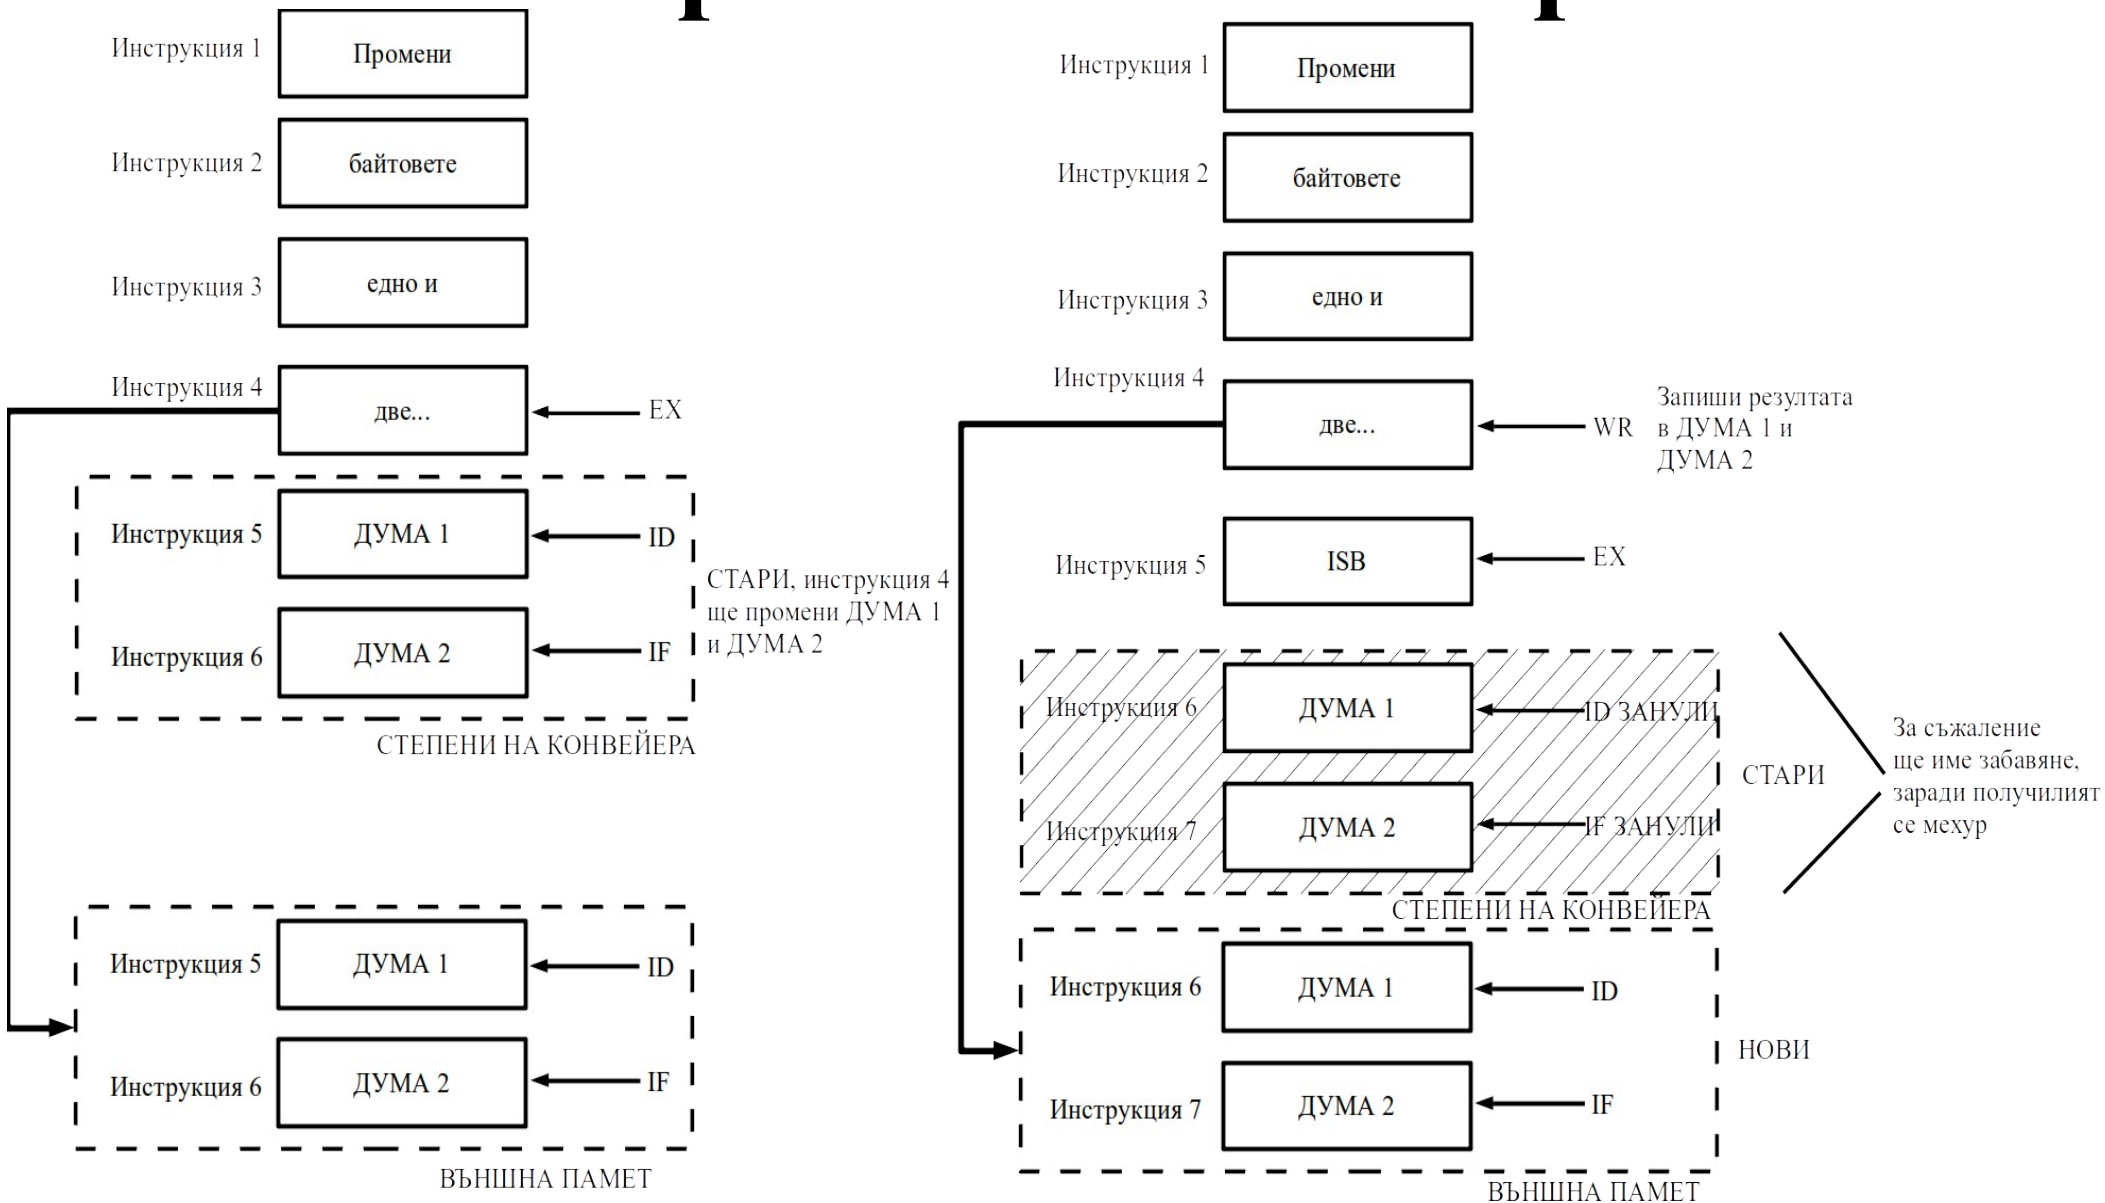 Инструкция 1
Промени
Инструкция 2
байтовете
Инструкция 3
едно и
Инструкция 4
две...
EX
Инструкция 5
ДУМА 1
ID
Инструкция 6
ДУМА 2
IF
СТАРИ, инструкция 4
ще промени ДУМА 1
и ДУМА 2
СТЕПЕНИ НА КОНВЕЙЕРА
Инструкция 5
ДУМА 1
ID
Инструкция 6
ДУМА 2
IF
ВЪНШНА ПАМЕТ
Инструкция 1
Промени
Инструкция 2
байтовете
Инструкция 3
едно и
Инструкция 4
две...
WR
Запиши резултата
в ДУМА 1 и
ДУМА 2
Инструкция 5
ISB
EX
Инструкция 6
ДУМА 1
ID ЗАНУЛИ
Инструкция 7
ДУМА 2
IF ЗАНУЛИ
СТАРИ
За съжаление
ще име забавяне,
заради получилият
се мехур
СТЕПЕНИ НА КОНВЕЙЕРА
Инструкция 6
ДУМА 1
ID
Инструкция 7
ДУМА 2
IF
НОВИ
ВЪНШНА ПАМЕТ